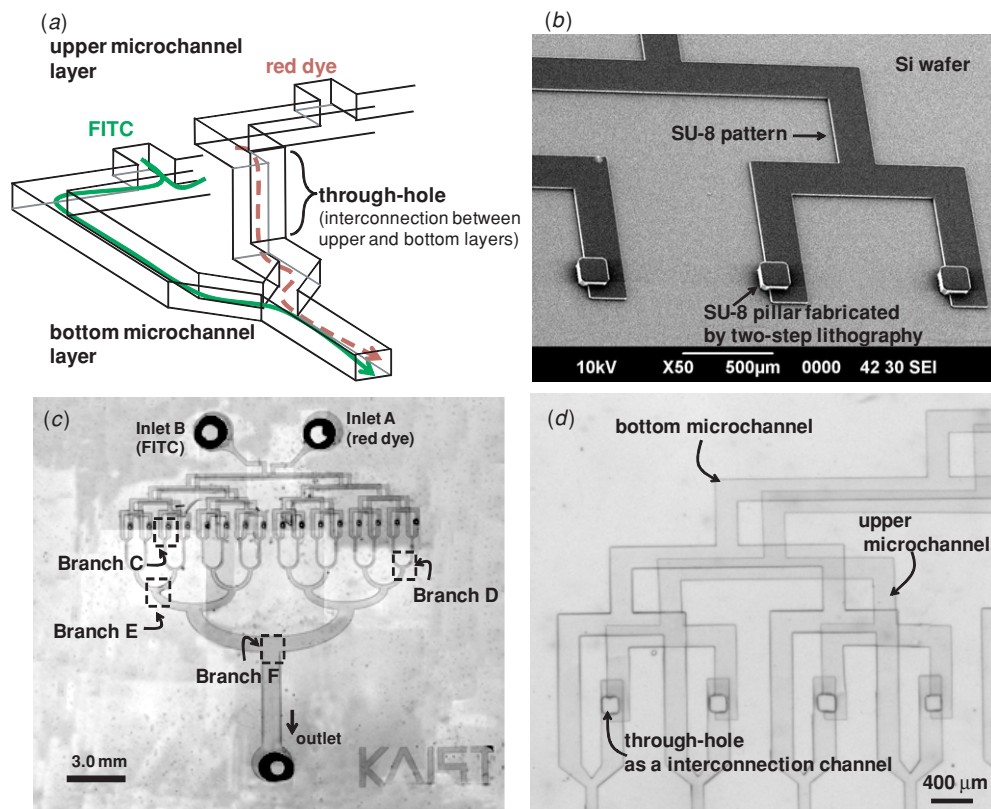 (a)
upper microchannel
layer
red dye
FITC
through-hole
(interconnection between
upper and bottom layers)
bottom microchannel
layer
(b)
Si wafer
SU-8 pattern
SU-8 pillar fabricated
by two-step lithography
10kV X50 500µm 0000 42 30 SEI
(c)
Inlet B
(FITC)
Inlet A
(red dye)
Branch C
Branch D
Branch E
Branch F
outlet
3.0 mm
KAIST
(d)
bottom microchannel
upper
microchannel
through-hole
as a interconnection channel
400 µm